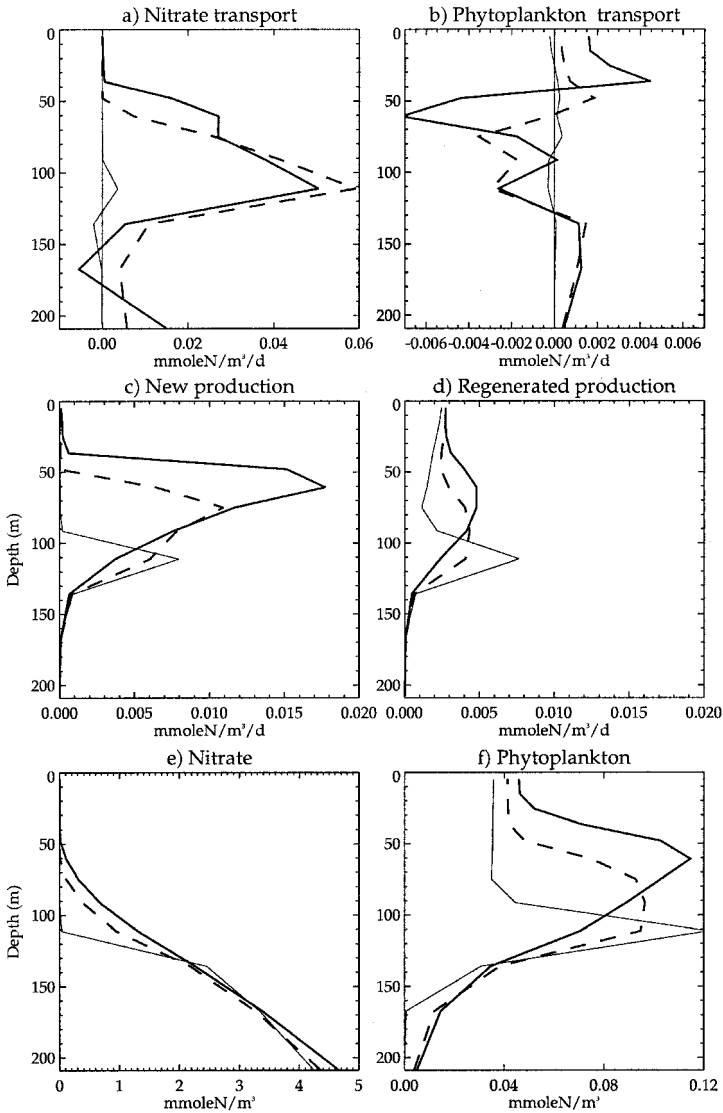 a) Nitrate transport
b) Phytoplankton transport
0
50
100
150
200
0.00 0.02 0.04 0.06
mmoleN/m³/d
0
50
100
150
200
-0.006 -0.004 -0.002 0.000 0.002 0.004 0.006
mmoleN/m³/d
c) New production
d) Regenerated production
Depth (m)
0
50
100
150
200
0.000 0.005 0.010 0.015 0.020
mmoleN/m³/d
0
50
100
150
200
0.000 0.005 0.010 0.015 0.020
mmoleN/m³/d
e) Nitrate
f) Phytoplankton
Depth (m)
0
50
100
150
200
0 1 2 3 4 5
mmoleN/m³
0
50
100
150
200
0.00 0.04 0.08 0.12
mmoleN/m³